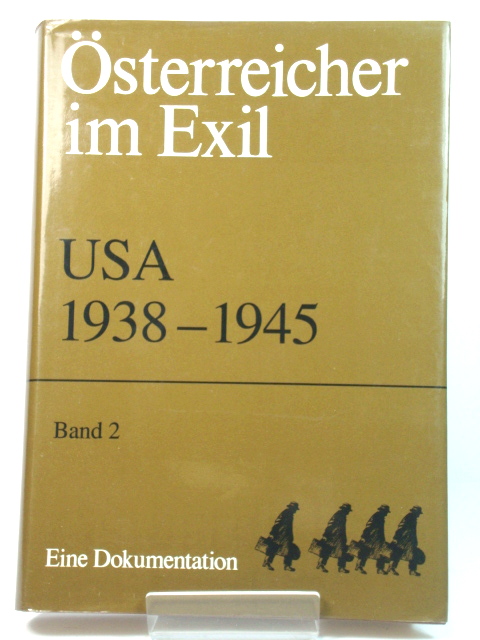 Österreicher
im Exil
USA
1938–1945
Band 2
Eine Dokumentation